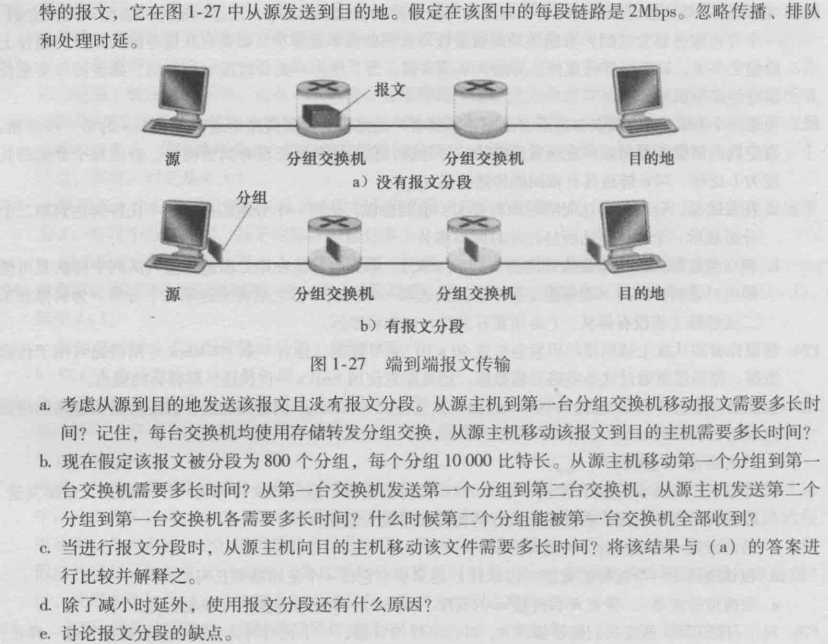 特的报文，它在图1-27中从源发送到目的地。假定在该图中的每段链路是2Mbps。忽略传播、排队
和处理时延。
报文
源 分组交换机 分组交换机 目的地
a）没有报文分段
分组
源 分组交换机 分组交换机 目的地
b）有报文分段
图1-27 端到端报文传输
a. 考虑从源到目的地发送该报文且没有报文分段。从源主机到第一台分组交换机移动报文需要多长时
间？记住，每台交换机均使用存储转发分组交换，从源主机移动该报文到目的主机需要多长时间？
b. 现在假定该报文被分段为800个分组，每个分组10 000比特长。从源主机移动第一个分组到第一
台交换机需要多长时间？从第一台交换机发送第一个分组到第二台交换机，从源主机发送第二个
分组到第一台交换机各需要多长时间？什么时候第二个分组能被第一台交换机全部收到？
c. 当进行报文分段时，从源主机向目的主机移动该文件需要多长时间？将该结果与（a）的答案进
行比较并解释之。
d. 除了减小时延外，使用报文分段还有什么原因？
e. 讨论报文分段的缺点。